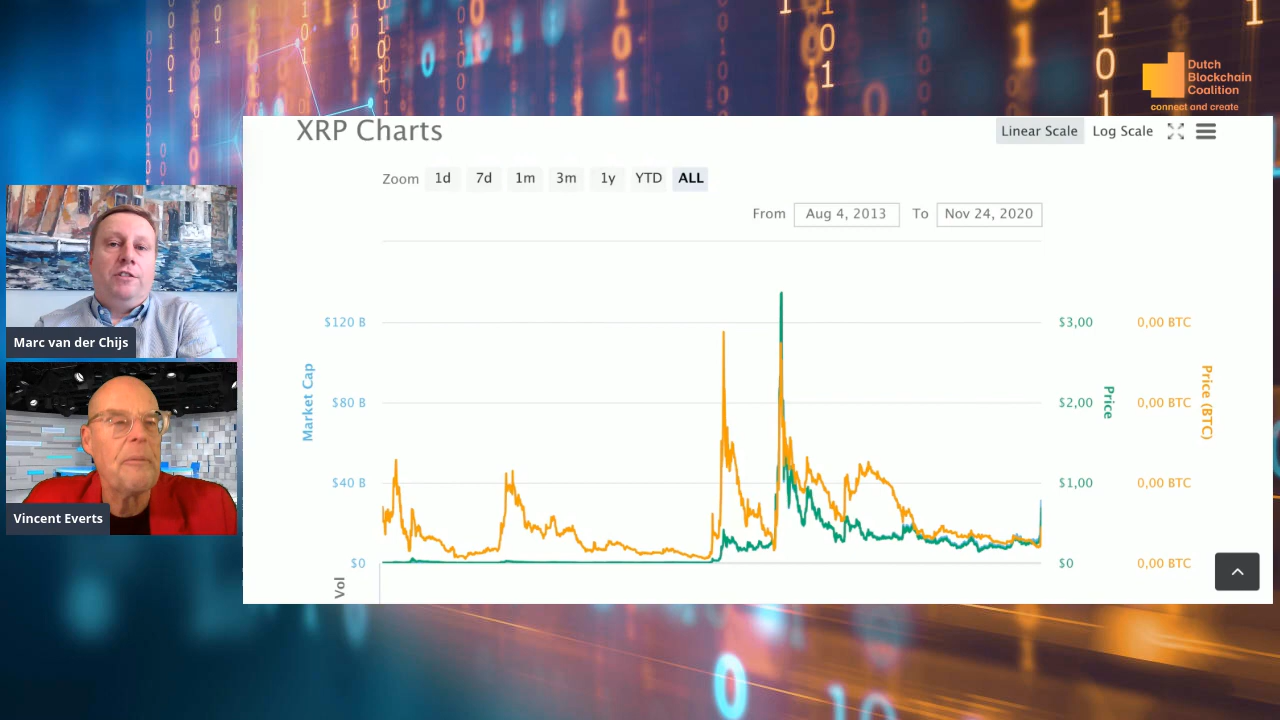 Dutch
Blockchain
Coalition
connect and create
XRP Charts
Linear Scale Log Scale
Zoom 1d 7d 1m 3m 1y YTD ALL
From Aug 4, 2013 To Nov 24, 2020
$120 B $3,00 0,00 BTC
$80 B $2,00 0,00 BTC
$40 B $1,00 0,00 BTC
$0 $0 0,00 BTC
Market Cap
Price
Price (BTC)
Vol
Marc van der Chijs
Vincent Everts